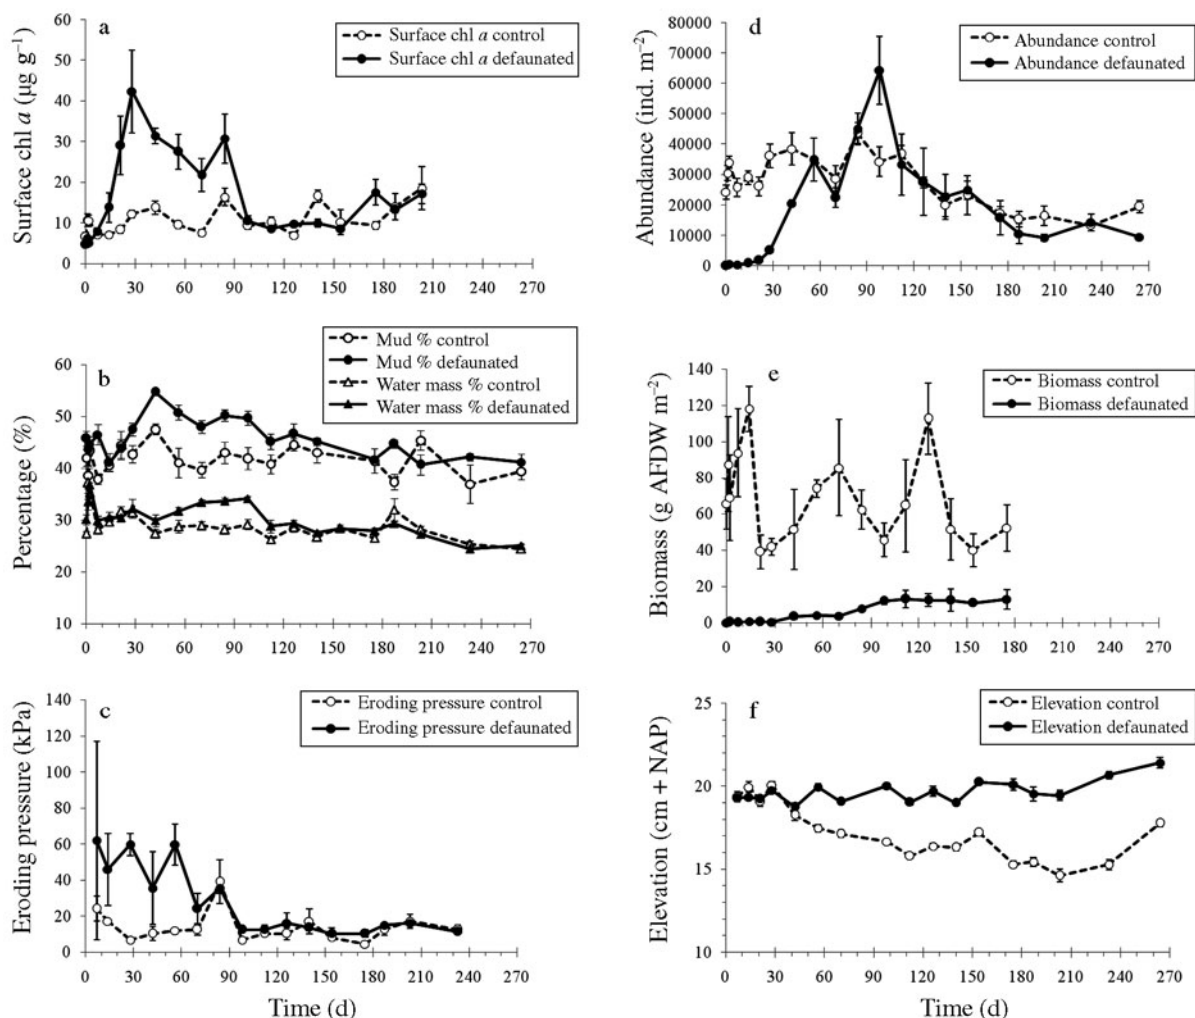 a
Surface chl a control
Surface chl a defaunated
Surface chl a (µg g⁻¹)
60
50
40
30
20
10
0
0 30 60 90 120 150 180 210 240 270
b
Mud % control
Mud % defaunated
Water mass % control
Water mass % defaunated
Percentage (%)
60
50
40
30
20
10
0 30 60 90 120 150 180 210 240 270
c
Eroding pressure control
Eroding pressure defaunated
Eroding pressure (kPa)
140
120
100
80
60
40
20
0
0 30 60 90 120 150 180 210 240 270
Time (d)
d
Abundance control
Abundance defaunated
Abundance (ind. m⁻²)
80000
70000
60000
50000
40000
30000
20000
10000
0
0 30 60 90 120 150 180 210 240 270
e
Biomass control
Biomass defaunated
Biomass (g AFDW m⁻²)
140
120
100
80
60
40
20
0
0 30 60 90 120 150 180 210 240 270
f
Elevation control
Elevation defaunated
Elevation (cm + NAP)
25
20
15
10
0 30 60 90 120 150 180 210 240 270
Time (d)